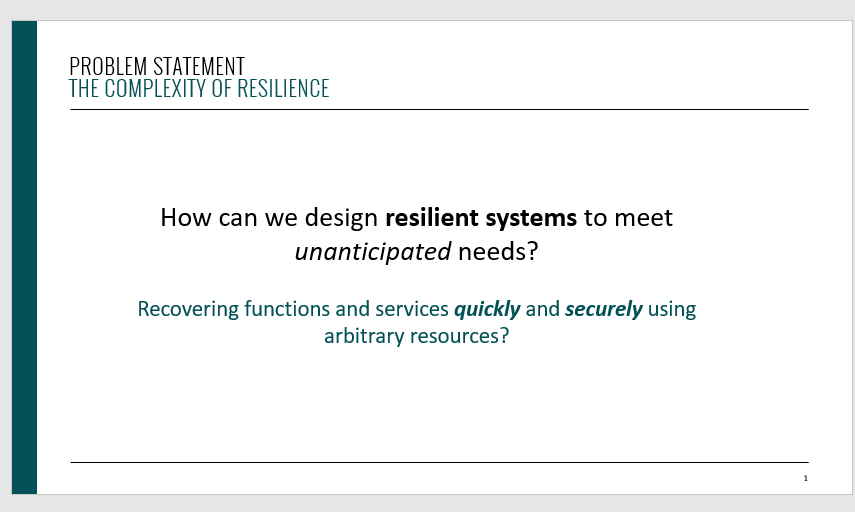 PROBLEM STATEMENT
THE COMPLEXITY OF RESILIENCE
How can we design resilient systems to meet
unanticipated needs?
Recovering functions and services quickly and securely using
arbitrary resources?
1